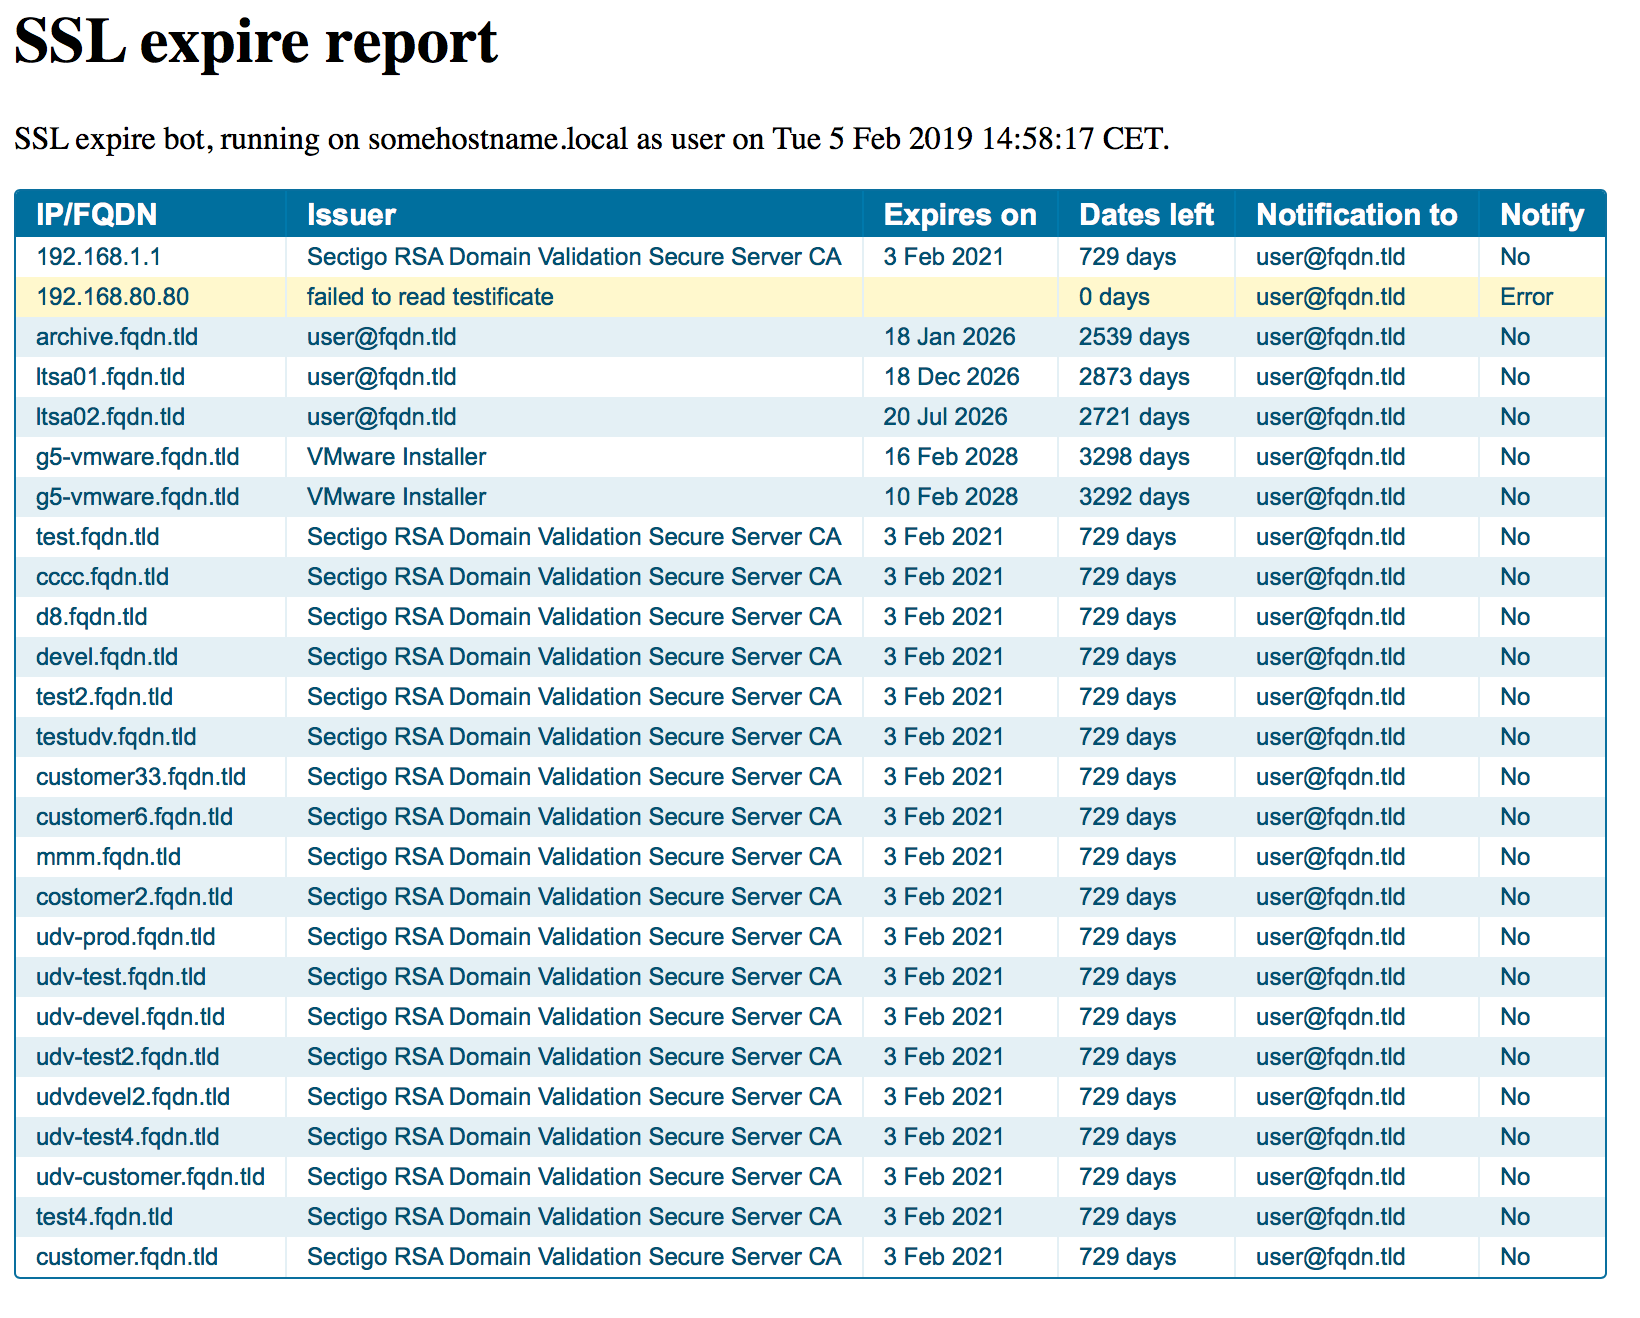 SSL expire report
SSL expire bot, running on somehostname.local as user on Tue 5 Feb 2019 14:58:17 CET.
IP/FQDN Issuer Expires on Dates left Notification to Notify
192.168.1.1 Sectigo RSA Domain Validation Secure Server CA 3 Feb 2021 729 days user@fqdn.tld No
192.168.80.80 failed to read testificate 0 days user@fqdn.tld Error
archive.fqdn.tld user@fqdn.tld 18 Jan 2026 2539 days user@fqdn.tld No
ltsa01.fqdn.tld user@fqdn.tld 18 Dec 2026 2873 days user@fqdn.tld No
ltsa02.fqdn.tld user@fqdn.tld 20 Jul 2026 2721 days user@fqdn.tld No
g5-vmware.fqdn.tld VMware Installer 16 Feb 2028 3298 days user@fqdn.tld No
g5-vmware.fqdn.tld VMware Installer 10 Feb 2028 3292 days user@fqdn.tld No
test.fqdn.tld Sectigo RSA Domain Validation Secure Server CA 3 Feb 2021 729 days user@fqdn.tld No
cccc.fqdn.tld Sectigo RSA Domain Validation Secure Server CA 3 Feb 2021 729 days user@fqdn.tld No
d8.fqdn.tld Sectigo RSA Domain Validation Secure Server CA 3 Feb 2021 729 days user@fqdn.tld No
devel.fqdn.tld Sectigo RSA Domain Validation Secure Server CA 3 Feb 2021 729 days user@fqdn.tld No
test2.fqdn.tld Sectigo RSA Domain Validation Secure Server CA 3 Feb 2021 729 days user@fqdn.tld No
testudv.fqdn.tld Sectigo RSA Domain Validation Secure Server CA 3 Feb 2021 729 days user@fqdn.tld No
customer33.fqdn.tld Sectigo RSA Domain Validation Secure Server CA 3 Feb 2021 729 days user@fqdn.tld No
customer6.fqdn.tld Sectigo RSA Domain Validation Secure Server CA 3 Feb 2021 729 days user@fqdn.tld No
mmm.fqdn.tld Sectigo RSA Domain Validation Secure Server CA 3 Feb 2021 729 days user@fqdn.tld No
costomer2.fqdn.tld Sectigo RSA Domain Validation Secure Server CA 3 Feb 2021 729 days user@fqdn.tld No
udv-prod.fqdn.tld Sectigo RSA Domain Validation Secure Server CA 3 Feb 2021 729 days user@fqdn.tld No
udv-test.fqdn.tld Sectigo RSA Domain Validation Secure Server CA 3 Feb 2021 729 days user@fqdn.tld No
udv-devel.fqdn.tld Sectigo RSA Domain Validation Secure Server CA 3 Feb 2021 729 days user@fqdn.tld No
udv-test2.fqdn.tld Sectigo RSA Domain Validation Secure Server CA 3 Feb 2021 729 days user@fqdn.tld No
udvdevel2.fqdn.tld Sectigo RSA Domain Validation Secure Server CA 3 Feb 2021 729 days user@fqdn.tld No
udv-test4.fqdn.tld Sectigo RSA Domain Validation Secure Server CA 3 Feb 2021 729 days user@fqdn.tld No
udv-customer.fqdn.tld Sectigo RSA Domain Validation Secure Server CA 3 Feb 2021 729 days user@fqdn.tld No
test4.fqdn.tld Sectigo RSA Domain Validation Secure Server CA 3 Feb 2021 729 days user@fqdn.tld No
customer.fqdn.tld Sectigo RSA Domain Validation Secure Server CA 3 Feb 2021 729 days user@fqdn.tld No